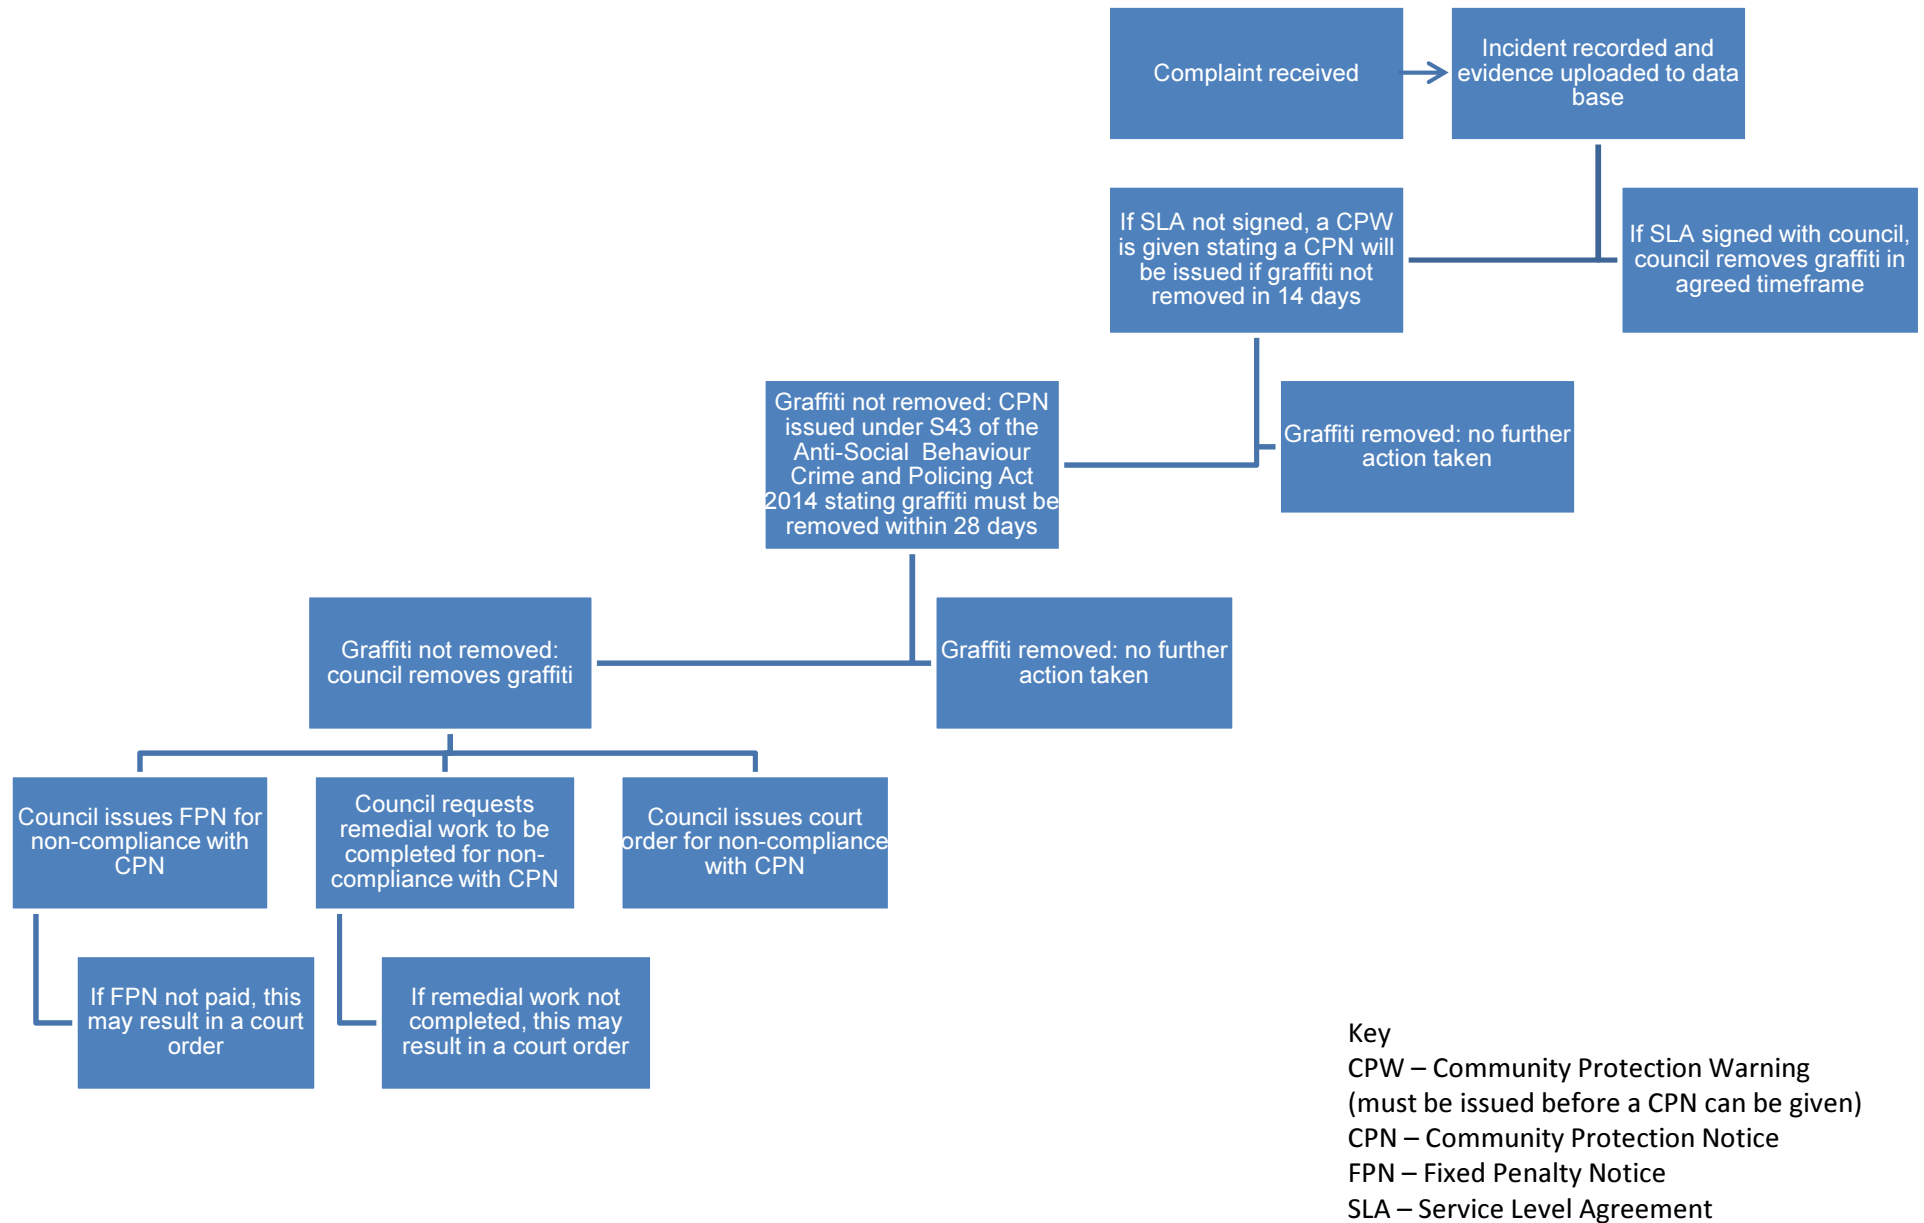 Complaint received
Incident recorded and
evidence uploaded to data
base
If SLA not signed, a CPW
is given stating a CPN will
be issued if graffiti not
removed in 14 days
If SLA signed with council,
council removes graffiti in
agreed timeframe
Graffiti not removed: CPN
issued under S43 of the
Anti-Social Behaviour
Crime and Policing Act
2014 stating graffiti must be
removed within 28 days
Graffiti removed: no further
action taken
Graffiti not removed:
council removes graffiti
Graffiti removed: no further
action taken
Council issues FPN for
non-compliance with
CPN
Council requests
remedial work to be
completed for non-
compliance with CPN
Council issues court
order for non-compliance
with CPN
If FPN not paid, this
may result in a court
order
If remedial work not
completed, this may
result in a court order
Key
CPW – Community Protection Warning
(must be issued before a CPN can be given)
CPN – Community Protection Notice
FPN – Fixed Penalty Notice
SLA – Service Level Agreement